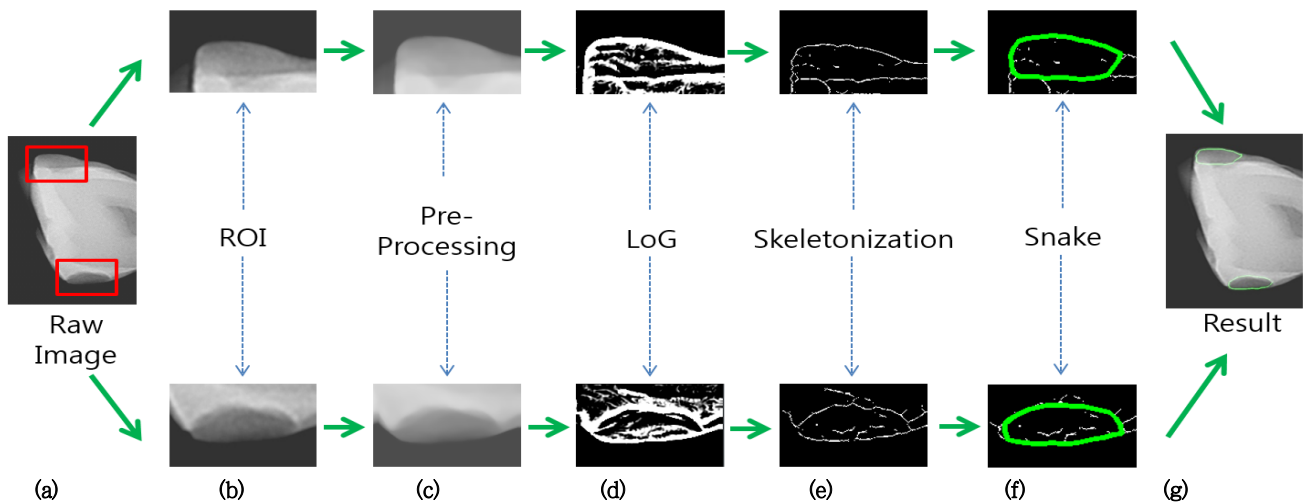 Raw
Image
ROI
Pre-
Processing
LoG
Skeletonization
Snake
Result
(a)
(b)
(c)
(d)
(e)
(f)
(g)